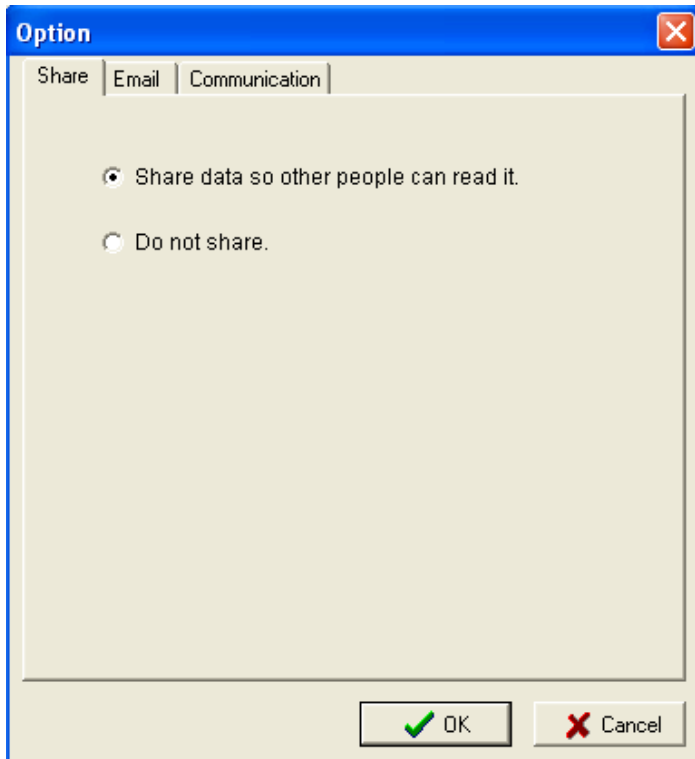 Option
Share Email Communication
Share data so other people can read it.
Do not share.
OK Cancel